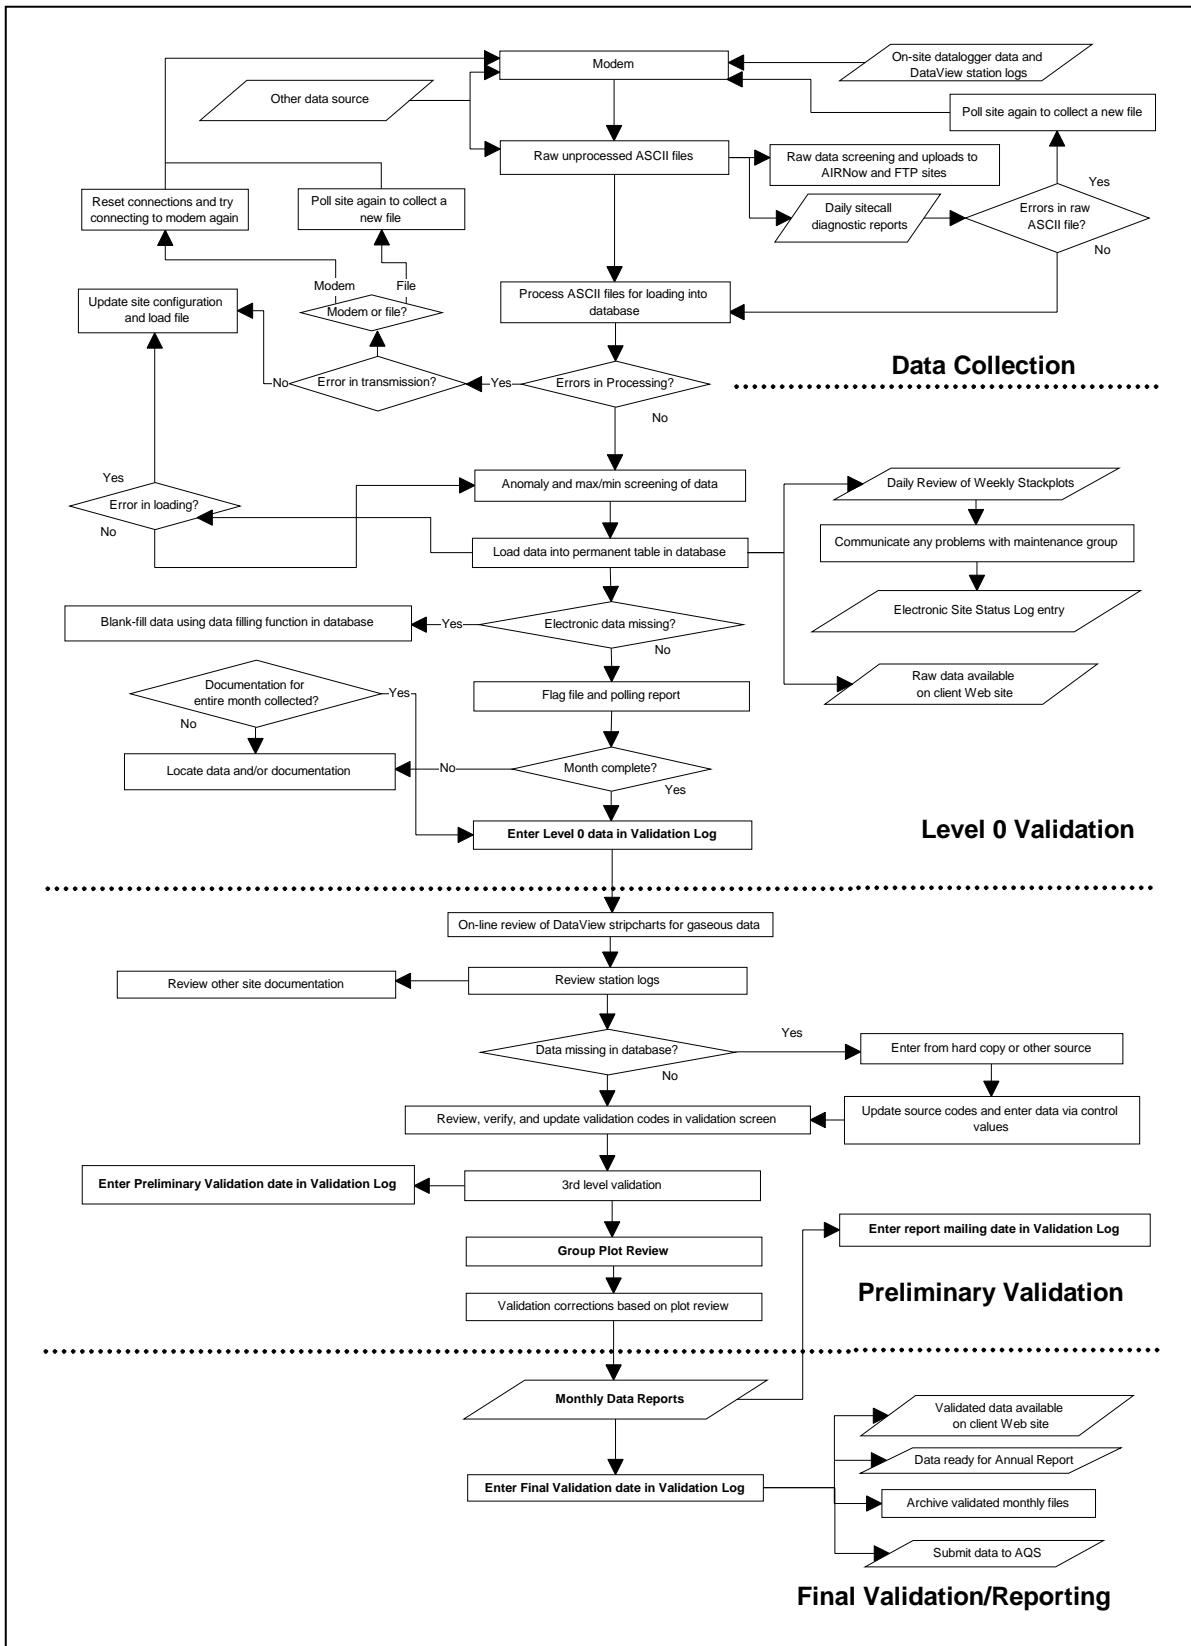 Modem
On-site datalogger data and
DataView station logs
Other data source
Poll site again to collect a new file
Raw unprocessed ASCII files
Raw data screening and uploads to
AIRNow and FTP sites
Yes
Reset connections and try
connecting to modem again
Poll site again to collect a
new file
Daily sitecall
diagnostic reports
Errors in raw
ASCII file?
No
Modem
File
Update site configuration
and load file
Modem or file?
Process ASCII files for loading into
database
Data Collection
No
Error in transmission?
Yes
Errors in Processing?
No
Yes
Error in loading?
No
Anomaly and max/min screening of data
Daily Review of Weekly Stackplots
Load data into permanent table in database
Communicate any problems with maintenance group
Electronic Site Status Log entry
Blank-fill data using data filling function in database
Yes
Electronic data missing?
No
Raw data available
on client Web site
Documentation for
entire month collected?
Yes
No
Flag file and polling report
Locate data and/or documentation
No
Month complete?
Yes
Enter Level 0 data in Validation Log
Level 0 Validation
On-line review of DataView stripcharts for gaseous data
Review other site documentation
Review station logs
Data missing in database?
Yes
No
Enter from hard copy or other source
Review, verify, and update validation codes in validation screen
Update source codes and enter data via control
values
Enter Preliminary Validation date in Validation Log
3rd level validation
Enter report mailing date in Validation Log
Group Plot Review
Validation corrections based on plot review
Preliminary Validation
Monthly Data Reports
Validated data available
on client Web site
Data ready for Annual Report
Enter Final Validation date in Validation Log
Archive validated monthly files
Submit data to AQS
Final Validation/Reporting